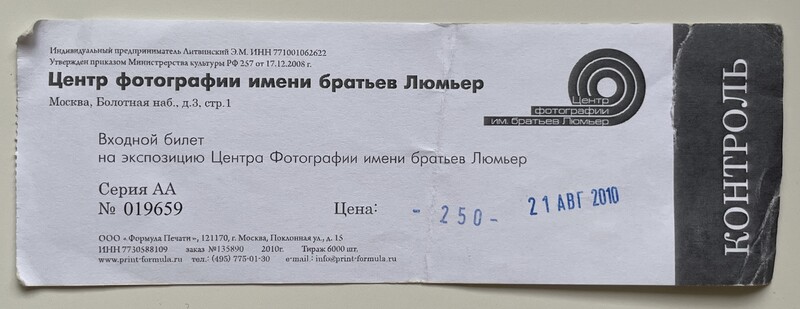 Индивидуальный предприниматель Литвинский Э.М. ИНН 771001062622
Утвержден приказом Министрерства культуры РФ 257 от 17.12.2008 г.
Центр фотографии имени братьев Люмьер
Москва, Болотная наб., д.3, стр.1
Центр
фотографии
им. братьев Люмьер
Входной билет
на экспозицию Центра Фотографии имени братьев Люмьер
Серия АА
№ 019659
Цена: - 250 - 21 АВГ 2010
ООО «Формула Печати», 121170, г. Москва, Поклонная ул., д. 15
ИНН 7730588109 заказ №135890 2010г. Тираж 6000 шт.
www.print-formula.ru тел.: (495) 775-01-30 e-mail: info@print-formula.ru
КОНТРОЛЬ